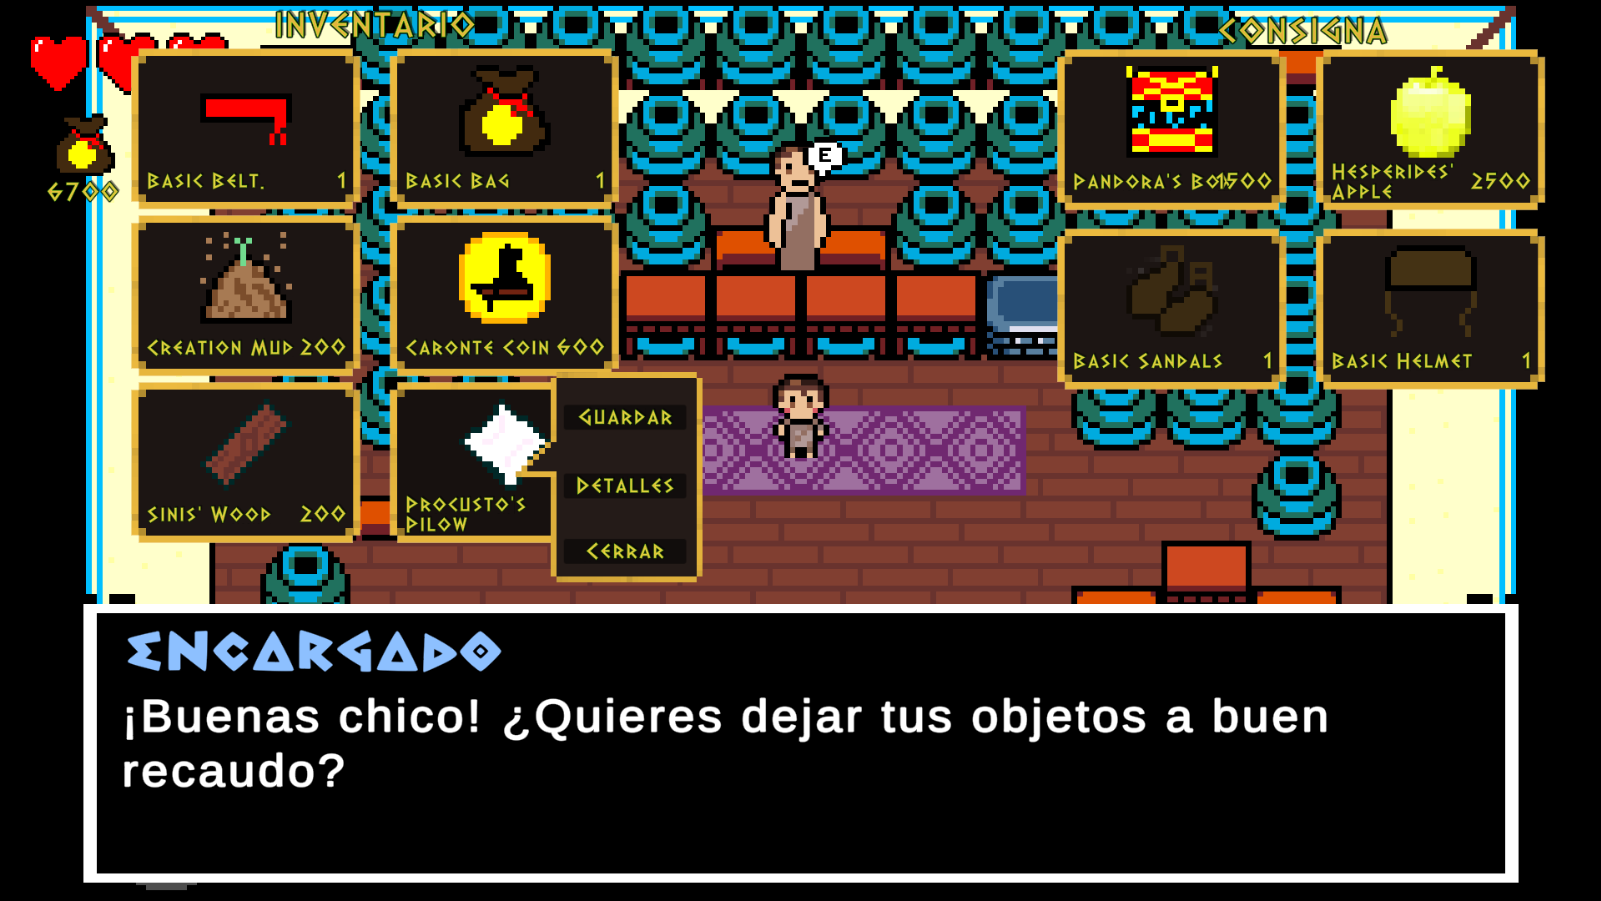 INVENTARIO
CONSIGNA
6700
BASIC BELT. 1
BASIC BAG 1
CREATION MUD 200
CARONTE COIN 600
SINIS' WOOD 200
PROCUSTO'S
PILOW
GUARDAR
DETALLES
CERRAR
E
PANDORA'S BOX 1500
HESPERIDES'
APPLE 2500
BASIC SANDALS 1
BASIC HELMET 1
ENCARGADO
¡Buenas chico! ¿Quieres dejar tus objetos a buen
recaudo?